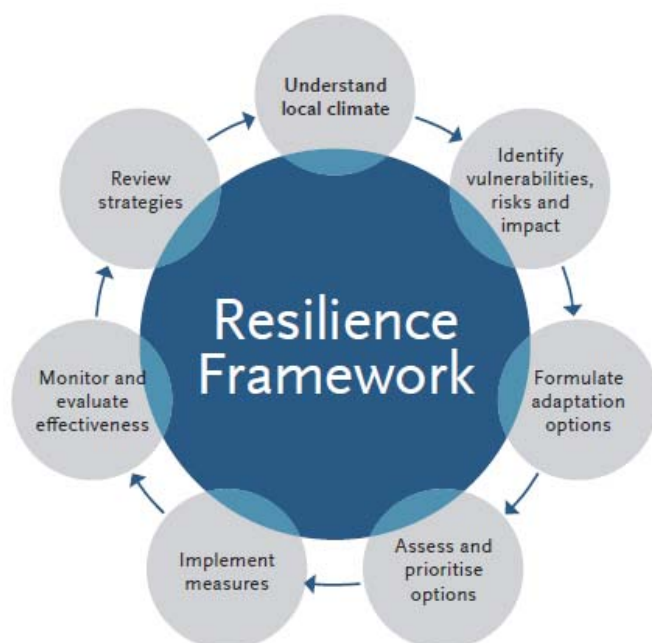 Understand
local climate
Identify
vulnerabilities,
risks and
impact
Formulate
adaptation
options
Assess and
prioritise
options
Implement
measures
Monitor and
evaluate
effectiveness
Review
strategies
Resilience
Framework